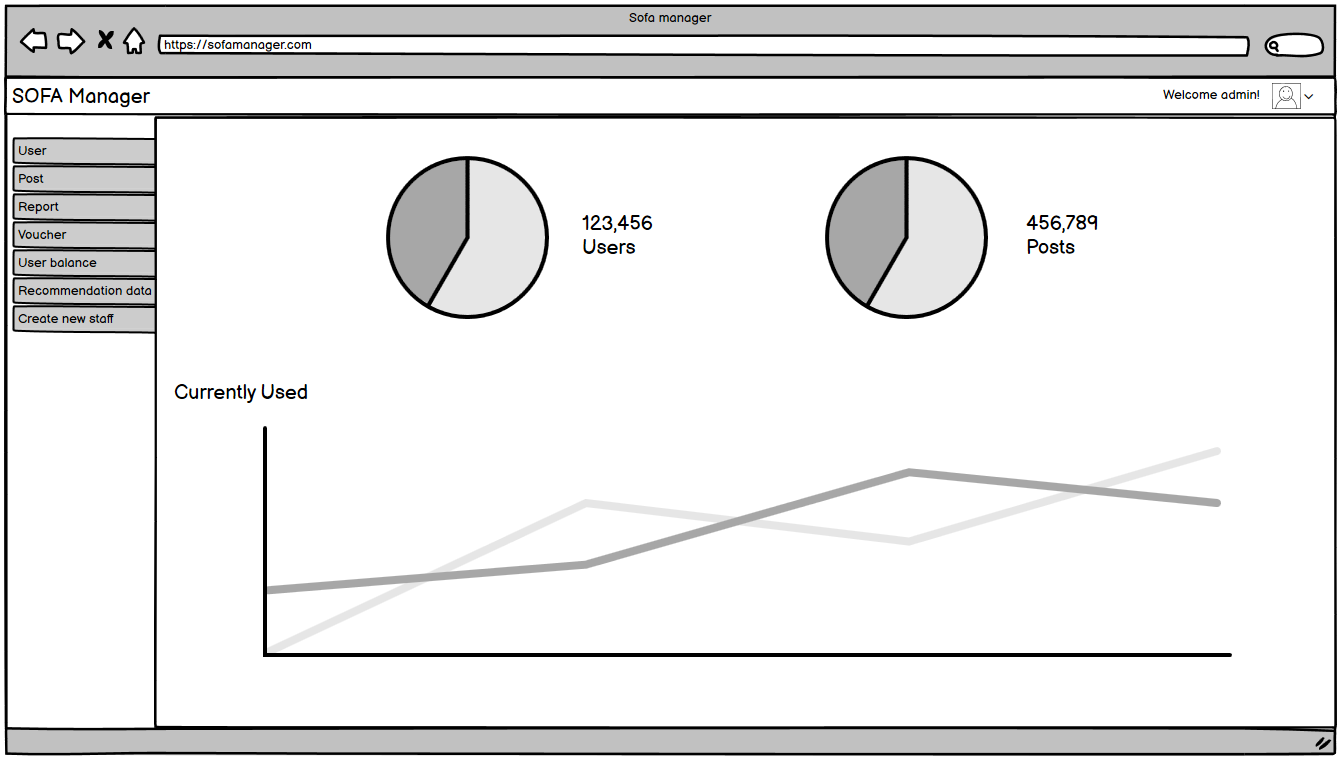 Sofa manager
https://sofamanager.com
SOFA Manager
Welcome admin!
User
Post
Report
Voucher
User balance
Recommendation data
Create new staff
123,456
Users
456,789
Posts
Currently Used